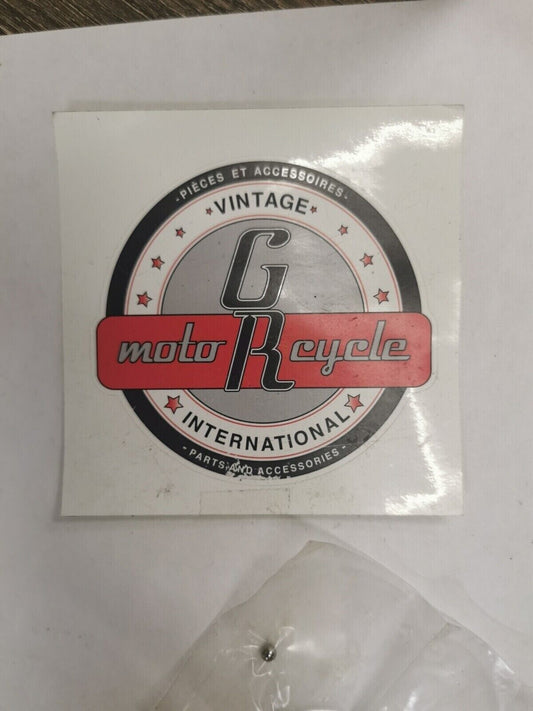 - PIÈCES ET ACCESSOIRES -
VINTAGE
G
moto R cycle
INTERNATIONAL
- PARTS AND ACCESSORIES -